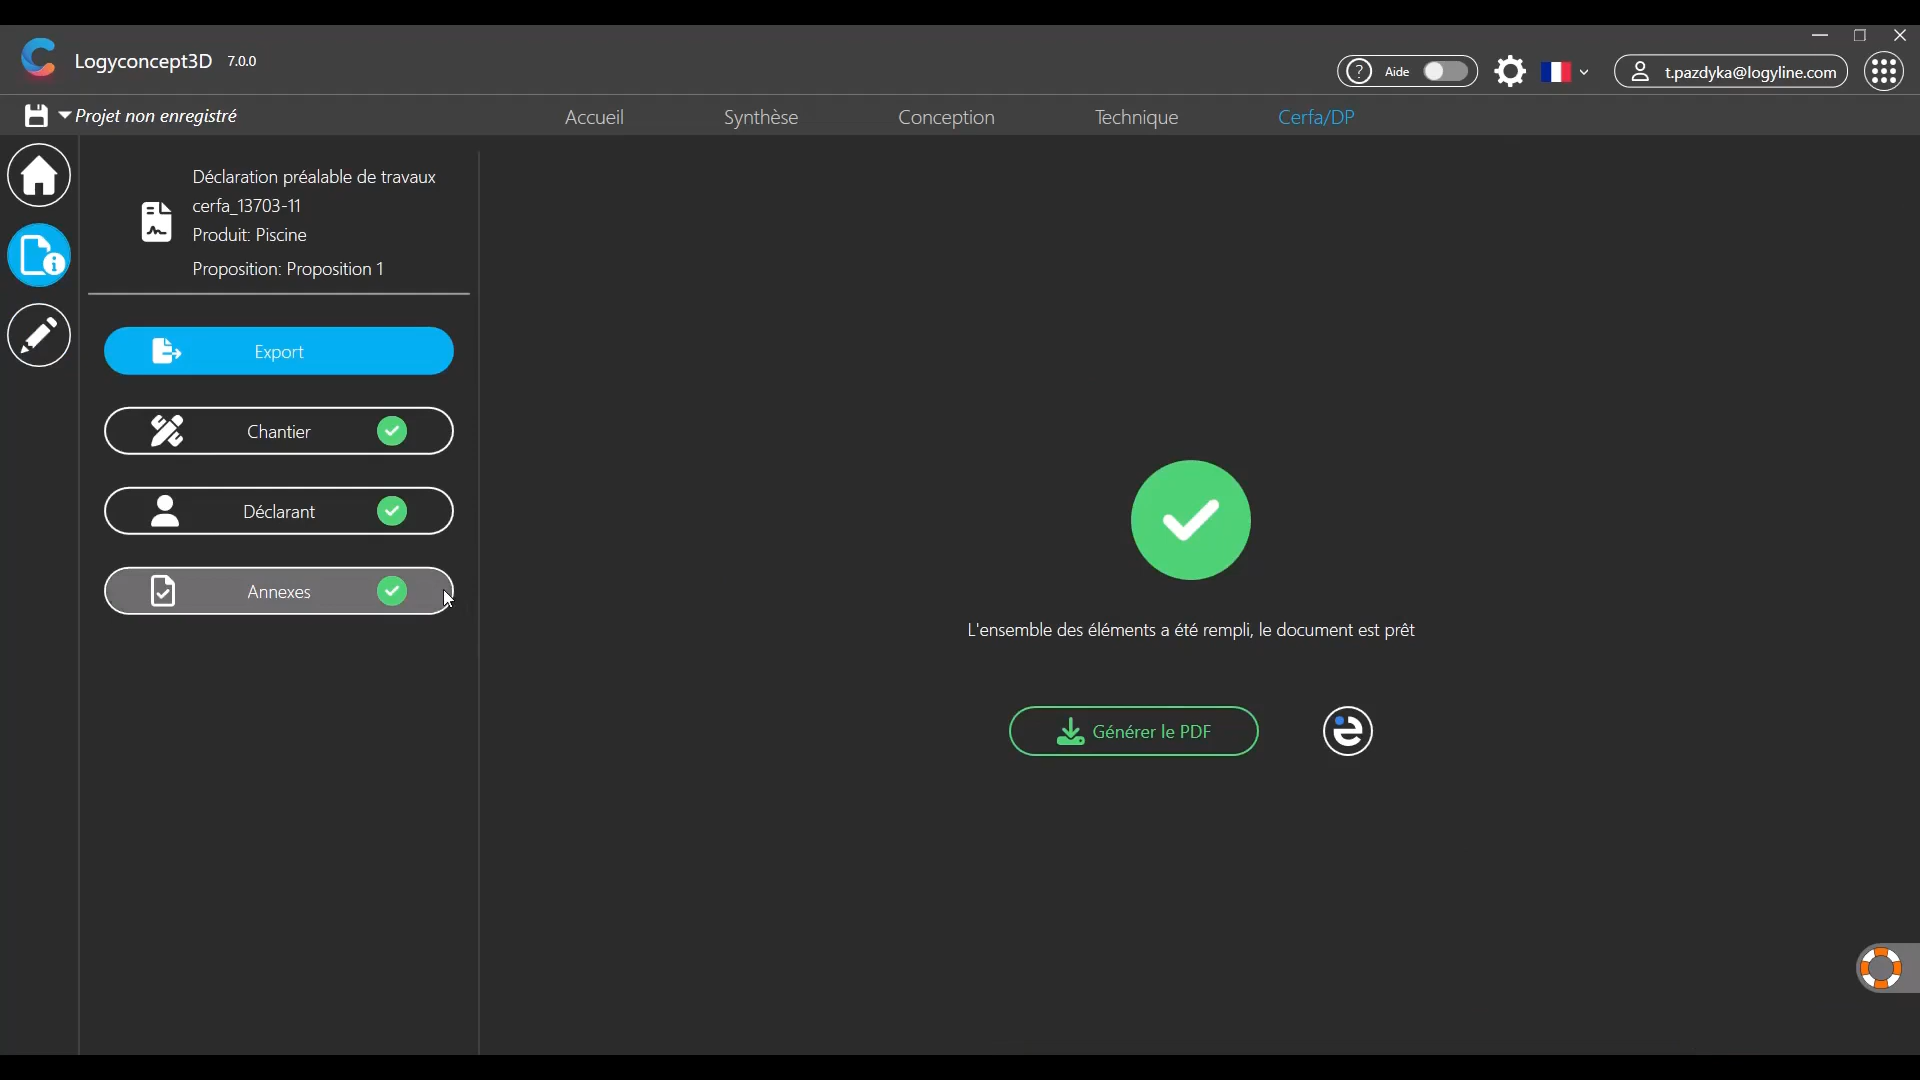 Logyconcept3D 7.0.0
? Aide
t.pazdyka@logyline.com
Projet non enregistré
Accueil
Synthèse
Conception
Technique
Cerfa/DP
Déclaration préalable de travaux
cerfa_13703-11
Produit: Piscine
Proposition: Proposition 1
Export
Chantier
Déclarant
Annexes
L'ensemble des éléments a été rempli, le document est prêt
Générer le PDF